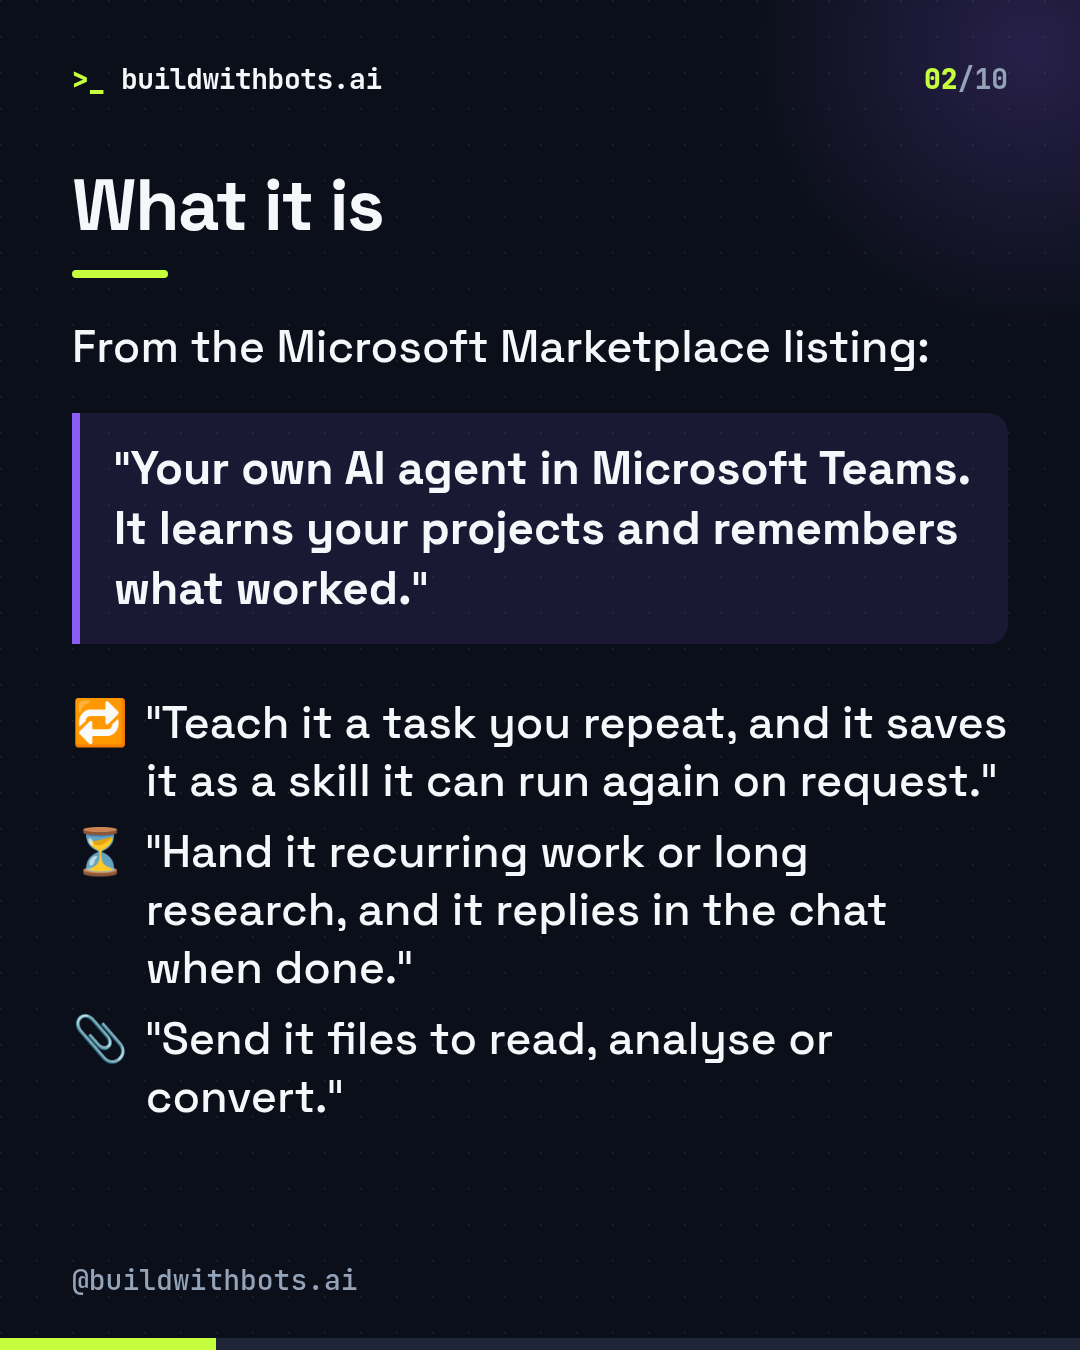 >_ buildwithbots.ai
02/10
What it is
From the Microsoft Marketplace listing:
"Your own AI agent in Microsoft Teams.
It learns your projects and remembers
what worked."
"Teach it a task you repeat, and it saves
it as a skill it can run again on request."
"Hand it recurring work or long
research, and it replies in the chat
when done."
"Send it files to read, analyse or
convert."
@buildwithbots.ai